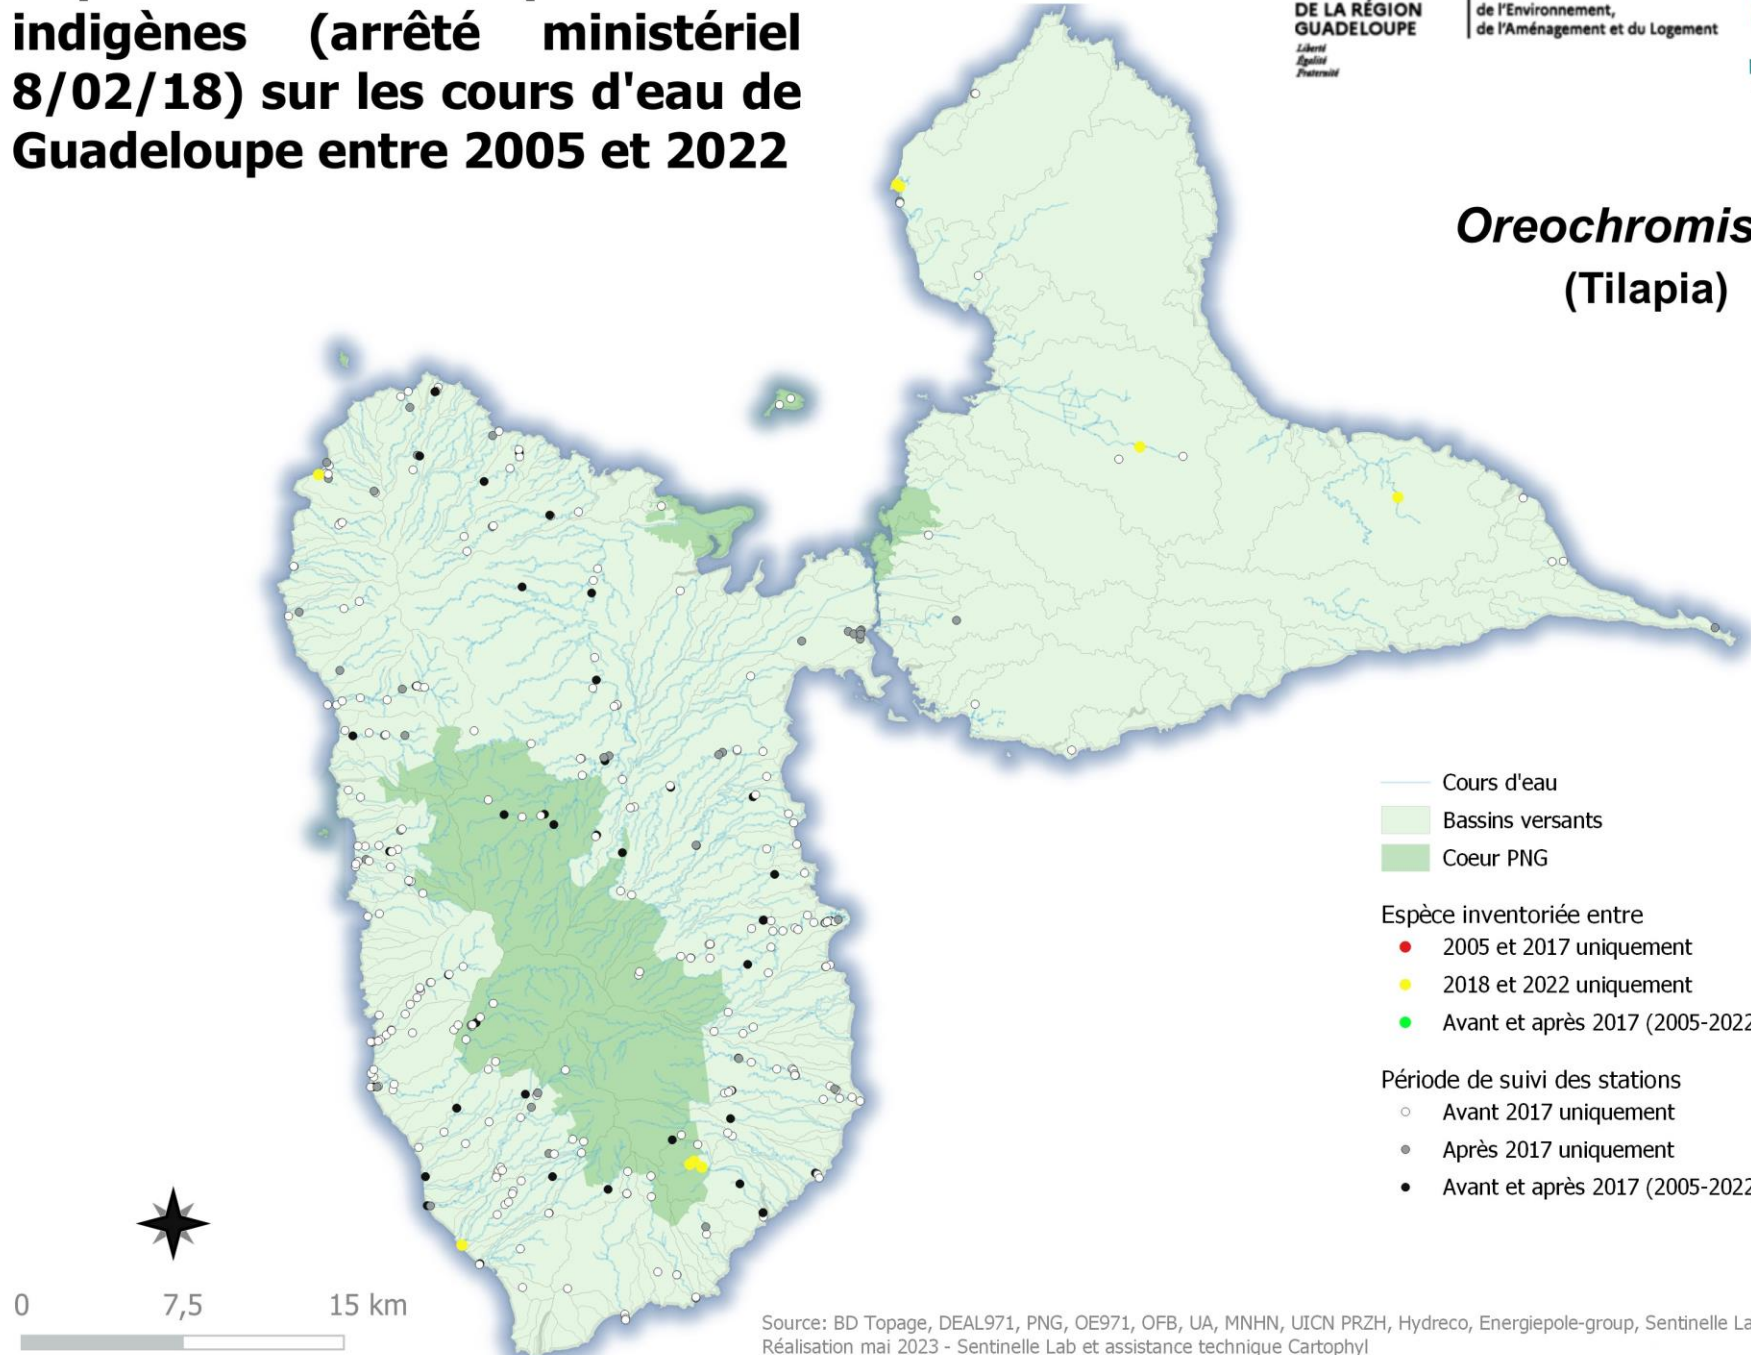 indigènes (arrêté ministériel
8/02/18) sur les cours d'eau de
Guadeloupe entre 2005 et 2022
DE LA RÉGION
GUADELOUPE
Liberté
Égalité
Fraternité
de l'Environnement,
de l'Aménagement et du Logement
Oreochromis
(Tilapia)
Cours d'eau
Bassins versants
Coeur PNG
Espèce inventoriée entre
2005 et 2017 uniquement
2018 et 2022 uniquement
Avant et après 2017 (2005-2022
Période de suivi des stations
Avant 2017 uniquement
Après 2017 uniquement
Avant et après 2017 (2005-2022
0 7,5 15 km
Source: BD Topage, DEAL971, PNG, OE971, OFB, UA, MNHN, UICN PRZH, Hydreco, Energiepole-group, Sentinelle La
Réalisation mai 2023 - Sentinelle Lab et assistance technique Cartophyl